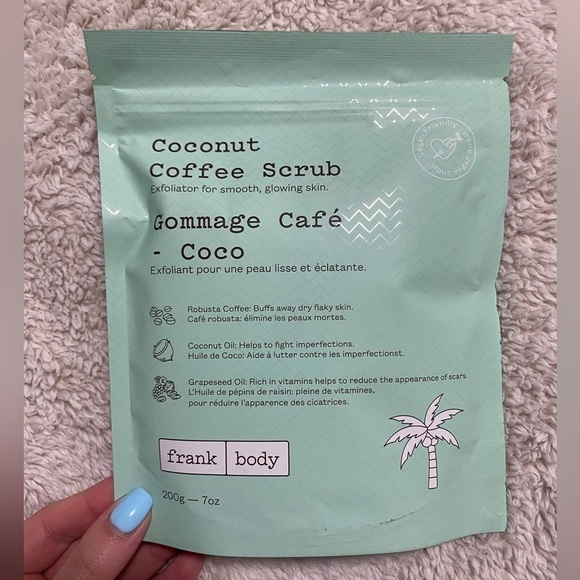 Coconut
Coffee Scrub
Exfoliator for smooth, glowing skin.
Gommage Café
- Coco
Exfoliant pour une peau lisse et éclatante.
Vegan Friendly
Robusta Coffee: Buffs away dry flaky skin.
Café robusta: élimine les peaux mortes.
Coconut Oil: Helps to fight imperfections.
Huile de Coco: Aide à lutter contre les imperfectionst.
Grapeseed Oil: Rich in vitamins helps to reduce the appearance of scars.
L'Huile de pépins de raisin: pleine de vitamines,
pour réduire l'apparence des cicatrices.
frank body
200g — 7oz